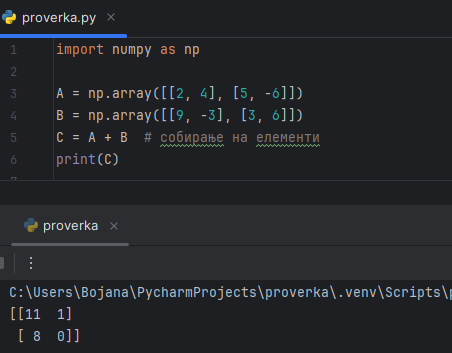 proverka.py ×
1 import numpy as np
2
3 A = np.array([[2, 4], [5, -6]])
4 B = np.array([[9, -3], [3, 6]])
5 C = A + B  # собирање на елементи
6 print(C)
proverka ×
C:\Users\Bojana\PycharmProjects\proverka\.venv\Scripts\
[[11  1]
 [ 8  0]]